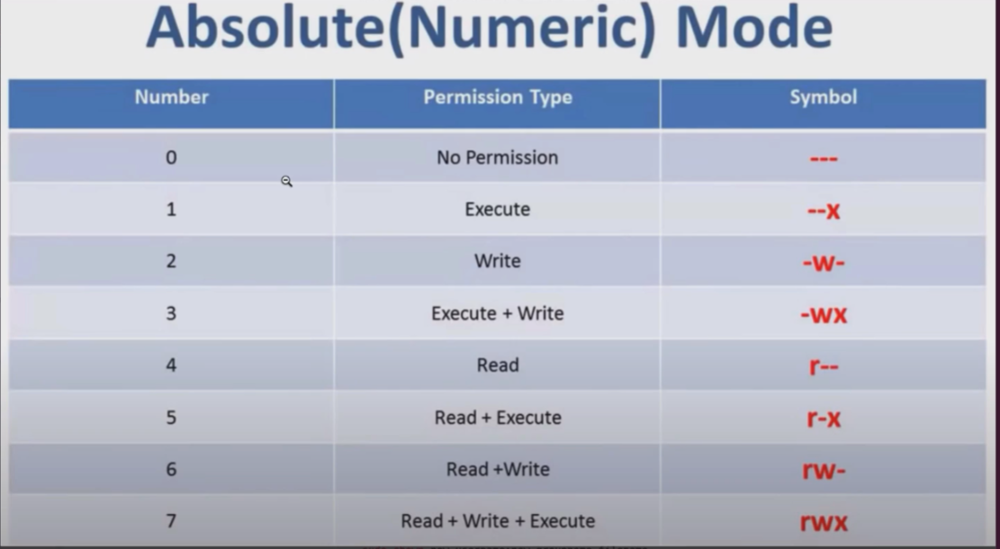 Absolute(Numeric) Mode
Number Permission Type Symbol
0 No Permission ---
1 Execute --x
2 Write -w-
3 Execute + Write -wx
4 Read r--
5 Read + Execute r-x
6 Read +Write rw-
7 Read + Write + Execute rwx